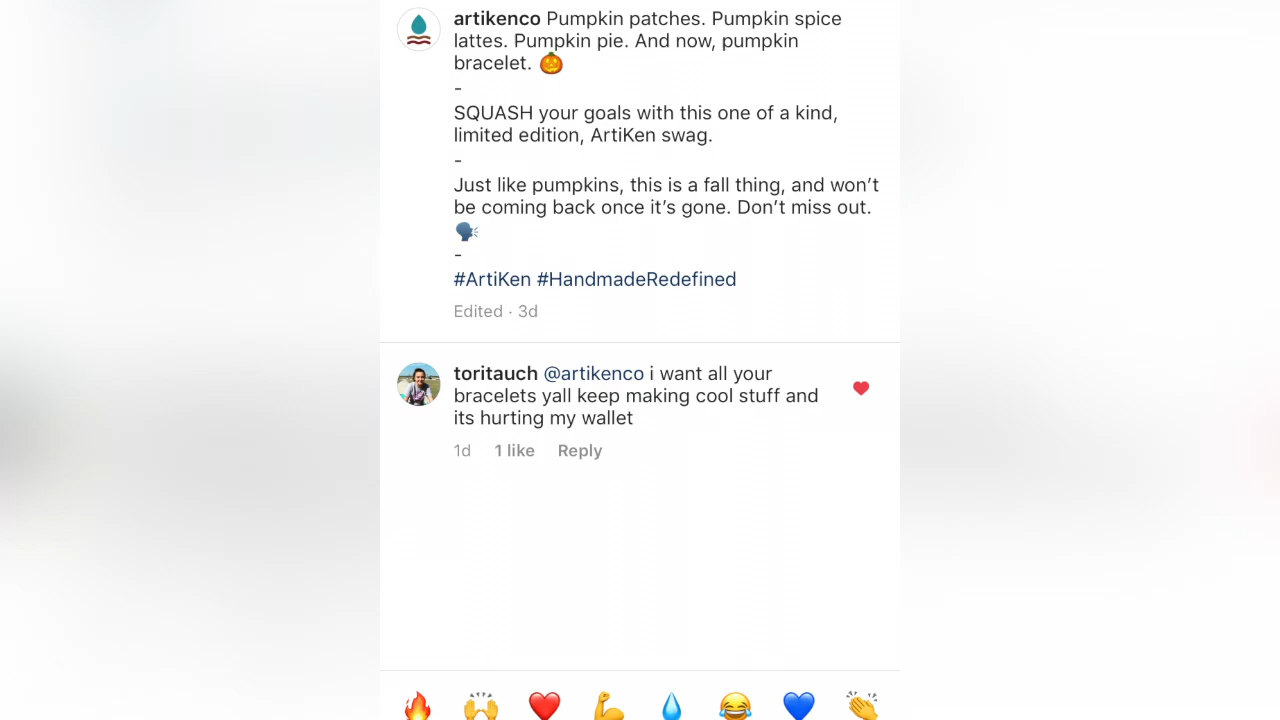 artikenco Pumpkin patches. Pumpkin spice
lattes. Pumpkin pie. And now, pumpkin
bracelet. 🎃
-
SQUASH your goals with this one of a kind,
limited edition, ArtiKen swag.
-
Just like pumpkins, this is a fall thing, and won’t
be coming back once it’s gone. Don’t miss out.
🗣
-
#ArtiKen #HandmadeRedefined
Edited · 3d
toritauch @artikenco i want all your
bracelets yall keep making cool stuff and
its hurting my wallet
1d 1 like Reply